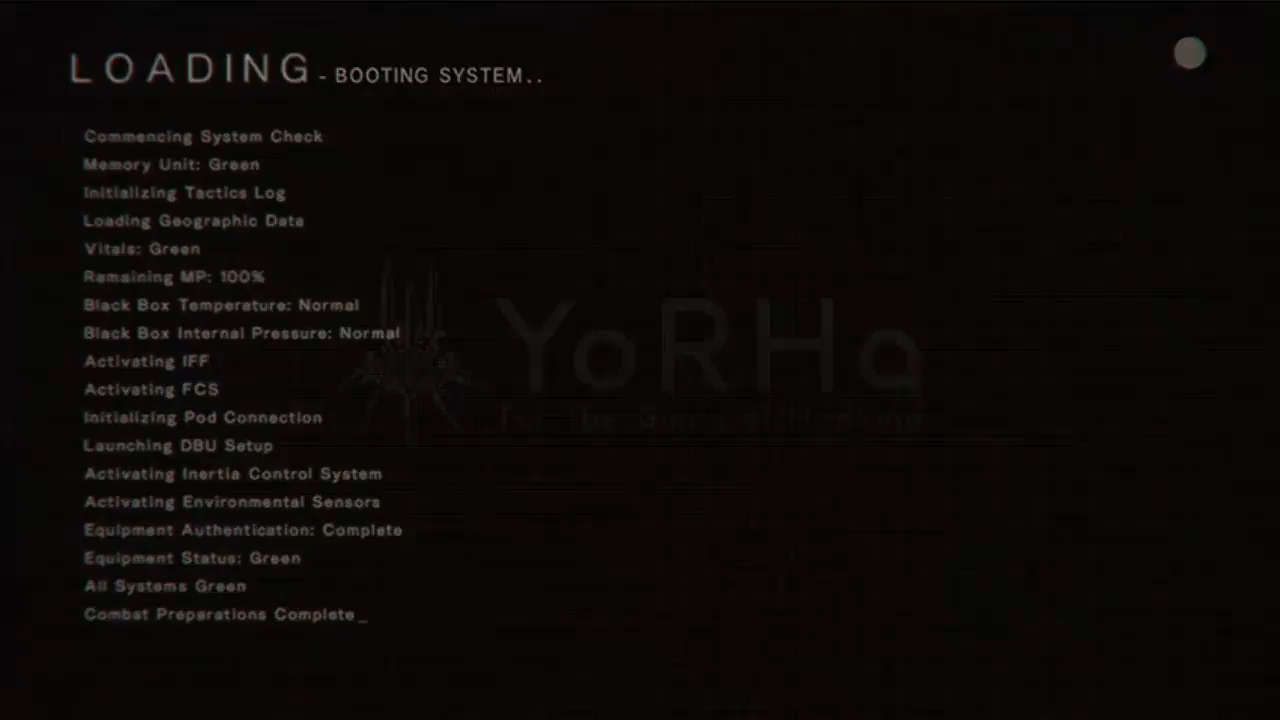 LOADING - BOOTING SYSTEM..
Commencing System Check
Memory Unit: Green
Initializing Tactics Log
Loading Geographic Data
Vitals: Green
Remaining MP: 100%
Black Box Temperature: Normal
Black Box Internal Pressure: Normal
Activating IFF
Activating FCS
Initializing Pod Connection
Launching DBU Setup
Activating Inertia Control System
Activating Environmental Sensors
Equipment Authentication: Complete
Equipment Status: Green
All Systems Green
Combat Preparations Complete_
YoRHa